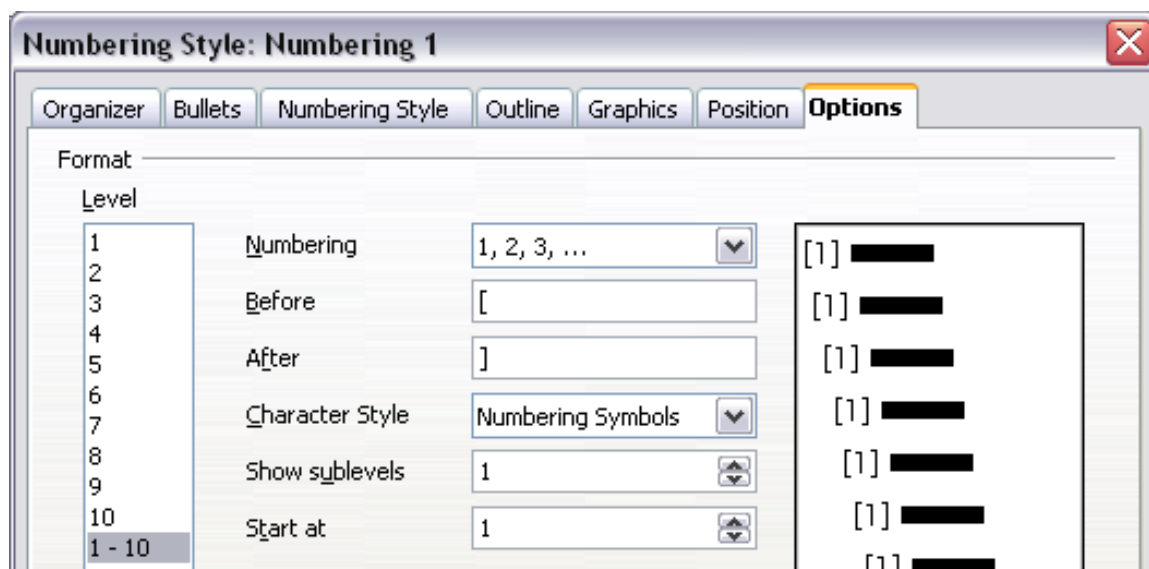 Numbering Style: Numbering 1
Organizer Bullets Numbering Style Outline Graphics Position Options
Format
Level
1
2
3
4
5
6
7
8
9
10
1 - 10
Numbering 1, 2, 3, ...
Before [
After ]
Character Style Numbering Symbols
Show sublevels 1
Start at 1
[1]
[1]
[1]
[1]
[1]
[1]
[1]